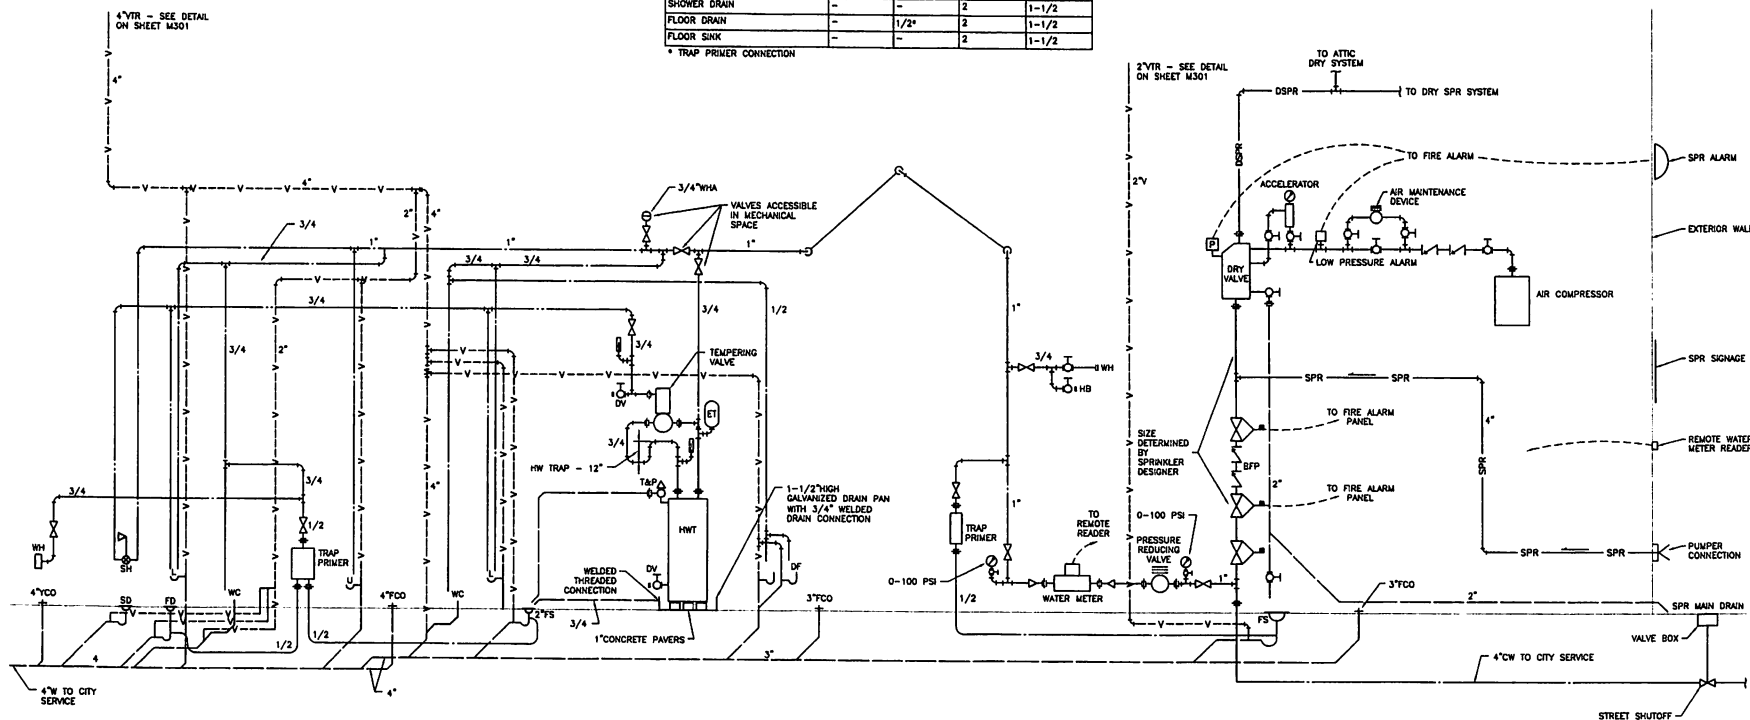 SHOWER DRAIN - - 2 1-1/2
FLOOR DRAIN - 1/2* 2 1-1/2
FLOOR SINK - - 2 1-1/2
* TRAP PRIMER CONNECTION
4"VTR - SEE DETAIL
ON SHEET M301
4"
V V V 4" V V V
2"
4"
3/4
1"
1"
3/4"WHA
VALVES ACCESSIBLE
IN MECHANICAL
SPACE
1"
3/4
3/4
3/4
3/4
1/2
3/4
2"
3/4
TEMPERING
VALVE
DV
ET
3/4
HW TRAP - 12"
3/4
3/4
4"
T&P
HWT
1-1/2"HIGH
GALVANIZED DRAIN PAN
WITH 3/4" WELDED
DRAIN CONNECTION
WH
SH
1/2
TRAP
PRIMER
WELDED
THREADED
CONNECTION
DV
DF
4"YCO
SD
FD
WC
4"FCO
WC
2"FS
3/4
1"CONCRETE PAVERS
3"FCO
1/2
1/2
4
3"
4"
4"W TO CITY
SERVICE
2"VTR - SEE DETAIL
ON SHEET M301
2"V
TO ATTIC
DRY SYSTEM
DSPR
TO DRY SPR SYSTEM
DSPR
TO FIRE ALARM
SPR ALARM
ACCELERATOR
AIR MAINTENANCE
DEVICE
P
DRY
VALVE
LOW PRESSURE ALARM
EXTERIOR WALL
AIR COMPRESSOR
1"
3/4
WH
HB
SPR SPR
SPR SIGNAGE
SIZE
DETERMINED
BY
SPRINKLER
DESIGNER
TO FIRE ALARM
PANEL
4"
REMOTE WATER
METER READER
BFP
SPR
2"
TO FIRE ALARM
PANEL
1"
TRAP
PRIMER
TO
REMOTE
READER
0-100 PSI
PRESSURE
REDUCING
VALVE
SPR SPR
PUMPER
CONNECTION
0-100 PSI
WATER METER
1"
1/2
3"FCO
2"
SPR MAIN DRAIN
FS
VALVE BOX
4"CW TO CITY SERVICE
STREET SHUTOFF